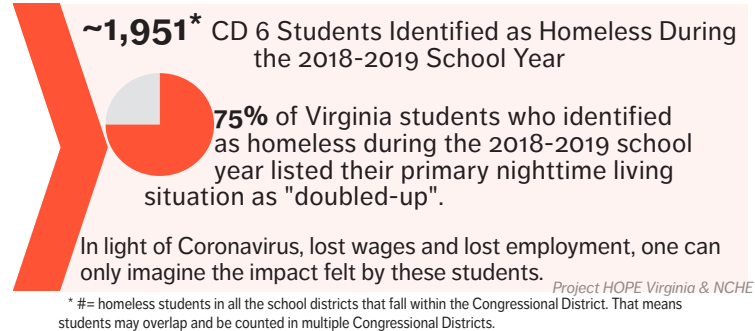 ~1,951* CD 6 Students Identified as Homeless During
the 2018-2019 School Year
75% of Virginia students who identified
as homeless during the 2018-2019 school
year listed their primary nighttime living
situation as "doubled-up".
In light of Coronavirus, lost wages and lost employment, one can
only imagine the impact felt by these students.
Project HOPE Virginia & NCHE
* #= homeless students in all the school districts that fall within the Congressional District. That means
students may overlap and be counted in multiple Congressional Districts.